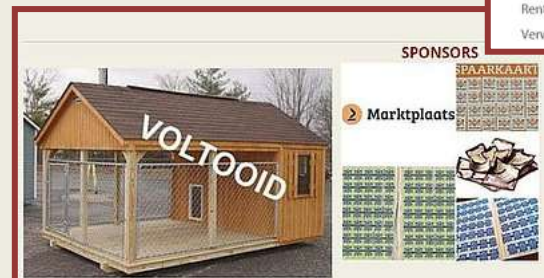 Ren
Verv
SPONSORS
SPAARKAART
Marktplaats
VOLTOOID